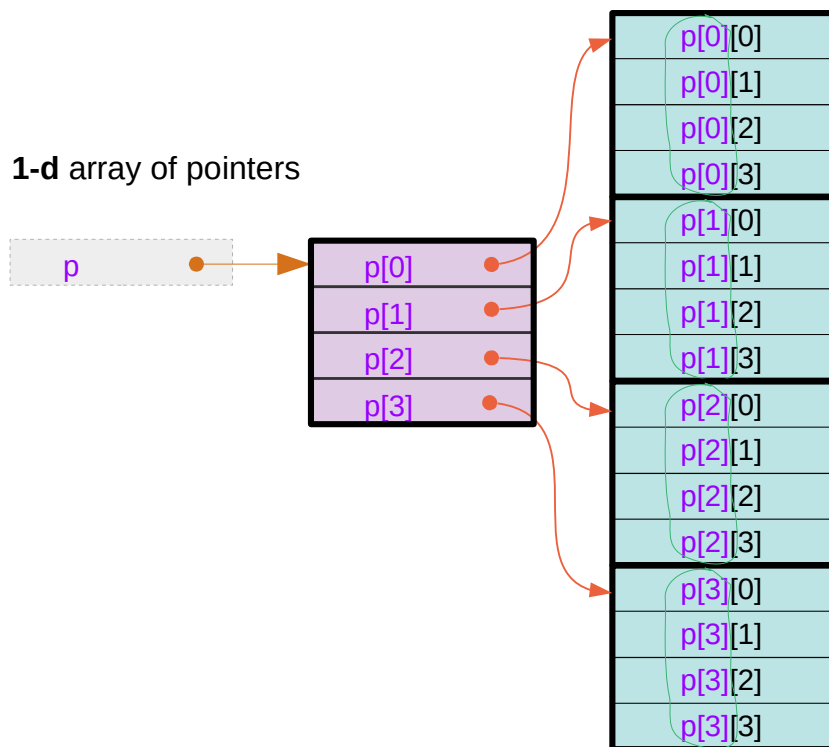 1-d array of pointers
p
p[0]
p[1]
p[2]
p[3]
p[0][0]
p[0][1]
p[0][2]
p[0][3]
p[1][0]
p[1][1]
p[1][2]
p[1][3]
p[2][0]
p[2][1]
p[2][2]
p[2][3]
p[3][0]
p[3][1]
p[3][2]
p[3][3]